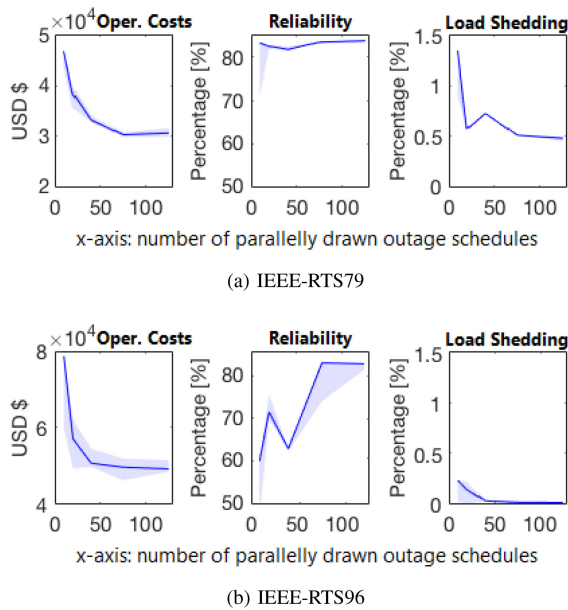 ×10⁴ Oper. Costs
Reliability
Load Shedding
5
4
3
2
USD $
0 50 100
80
70
60
50
Percentage [%]
0 50 100
1.5
1
0.5
0
Percentage [%]
0 50 100
x-axis: number of parallelly drawn outage schedules
(a) IEEE-RTS79
×10⁴ Oper. Costs
Reliability
Load Shedding
8
6
4
USD $
0 50 100
80
70
60
50
Percentage [%]
0 50 100
1.5
1
0.5
0
Percentage [%]
0 50 100
x-axis: number of parallelly drawn outage schedules
(b) IEEE-RTS96